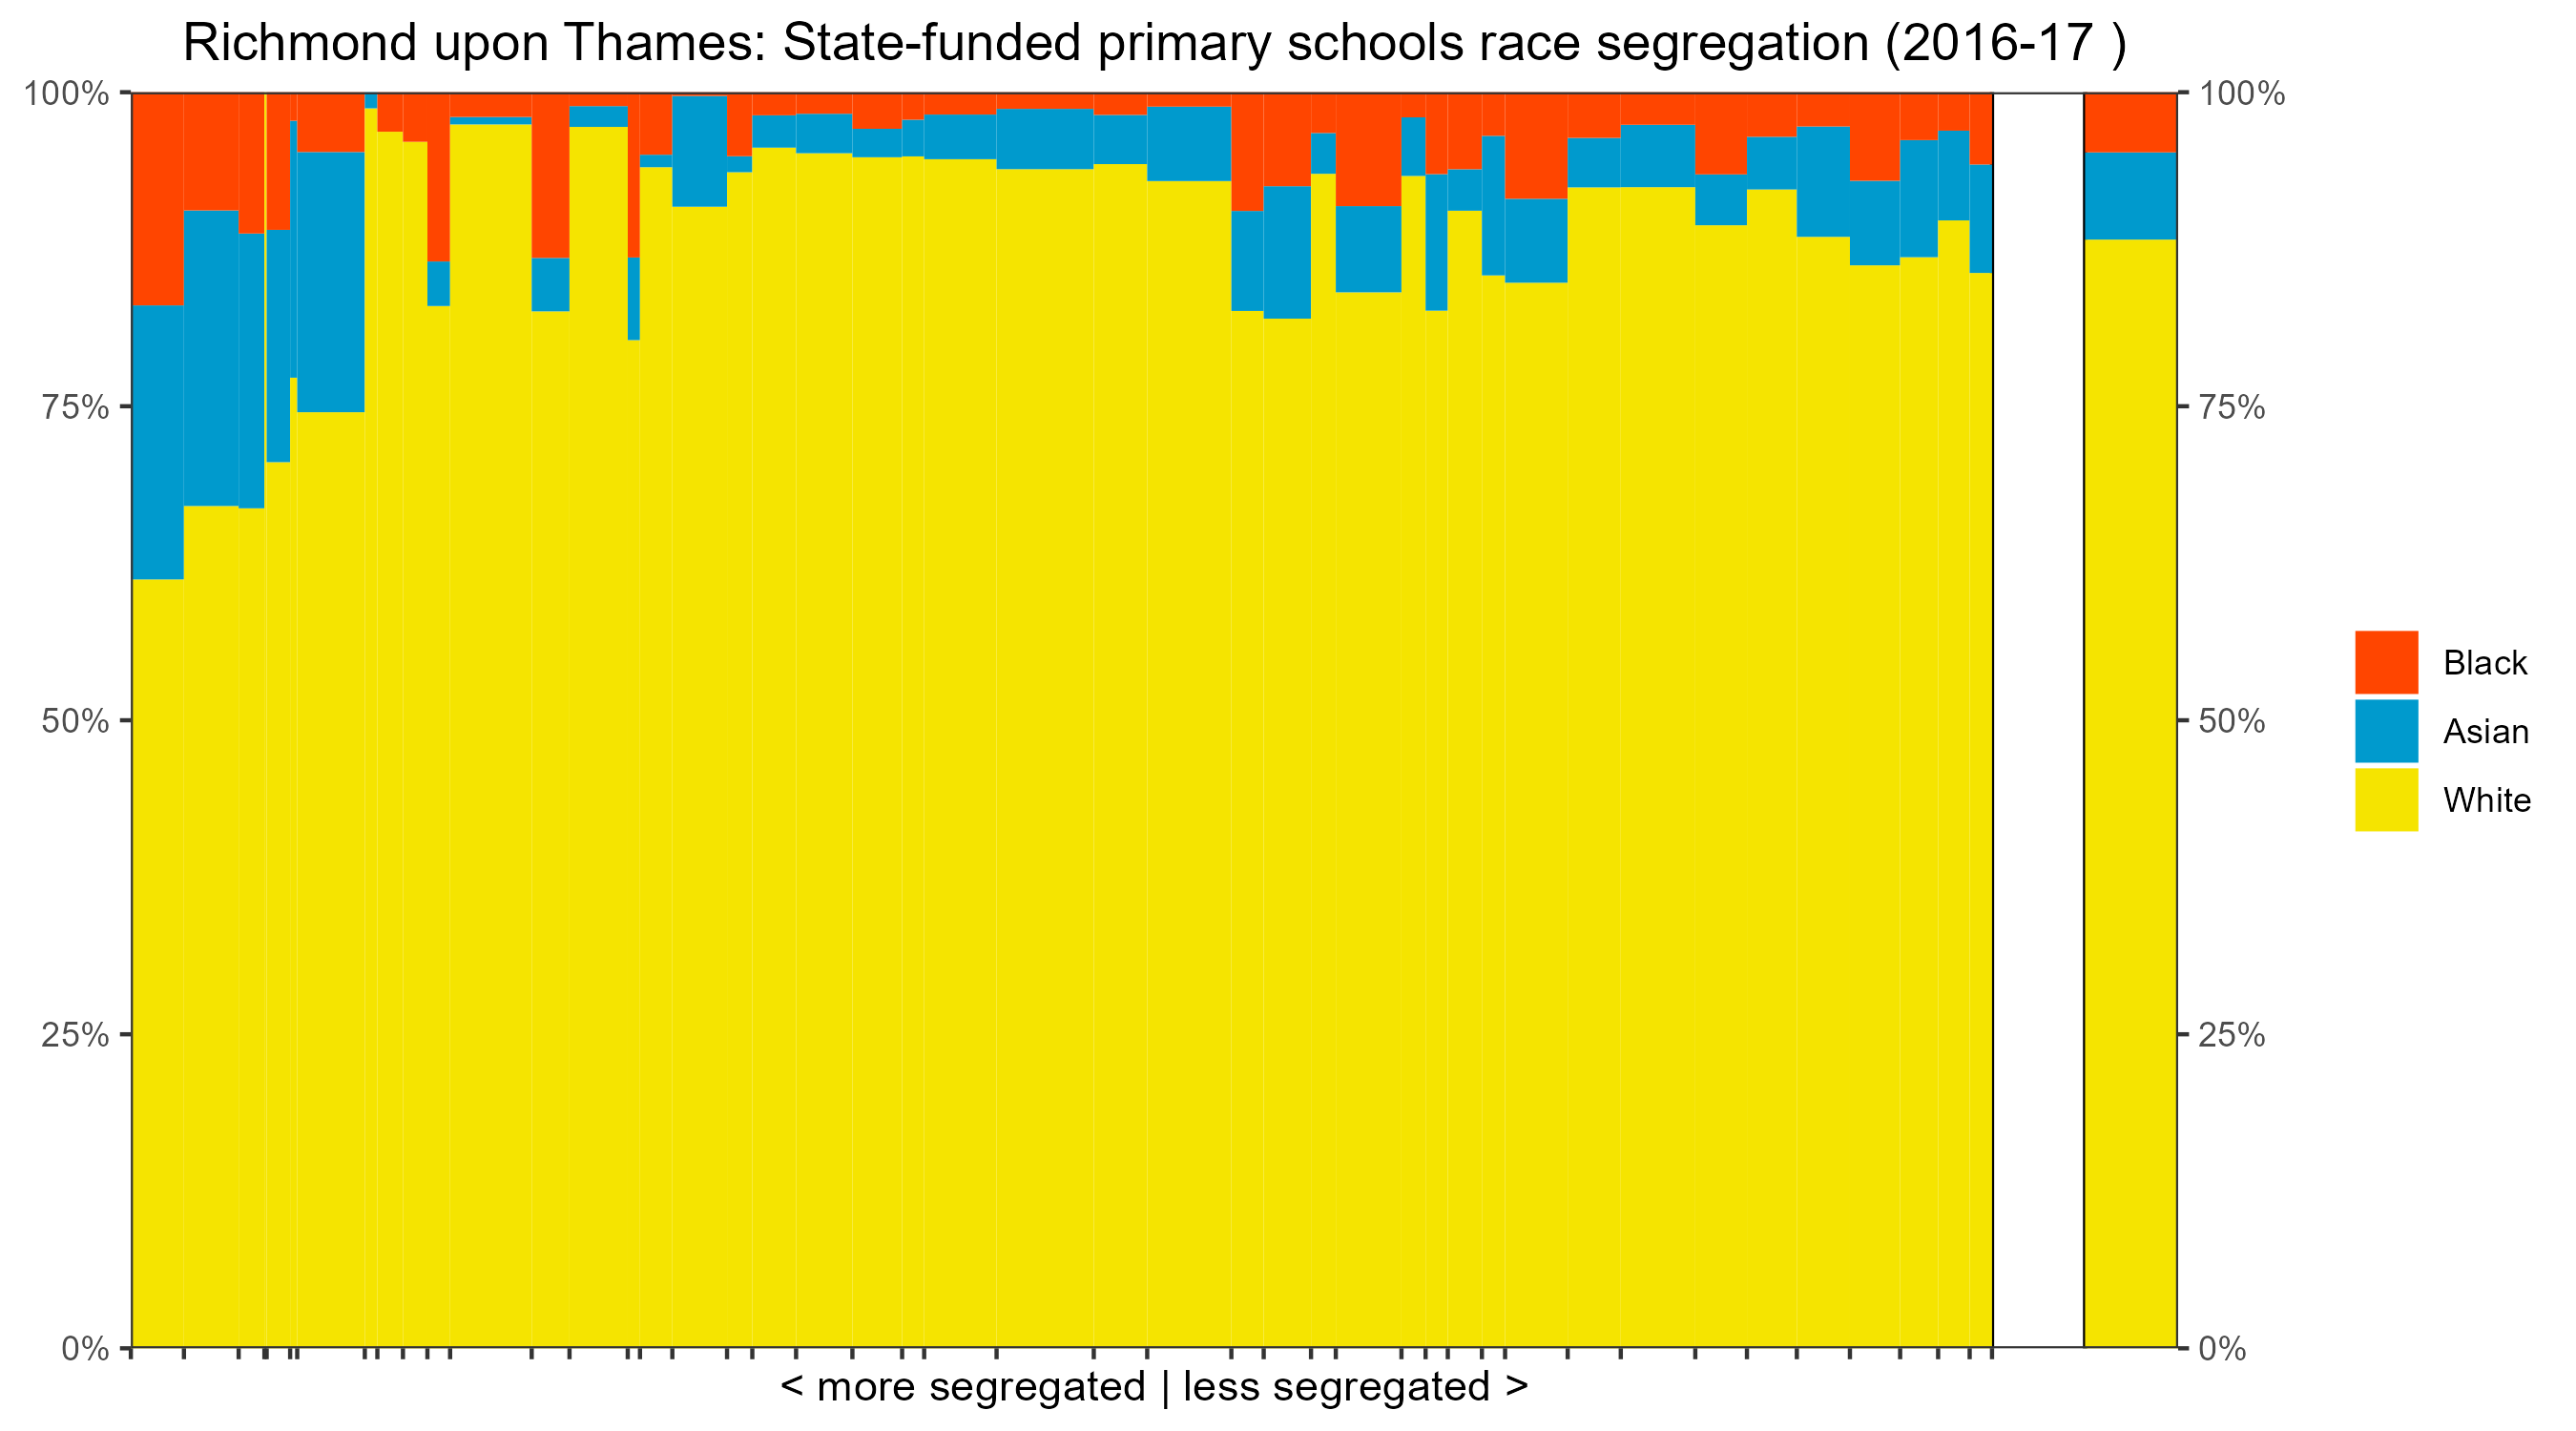 Richmond upon Thames: State-funded primary schools race segregation (2016-17 )
100%
75%
50%
25%
0%
100%
75%
50%
25%
0%
Black
Asian
White
< more segregated | less segregated >